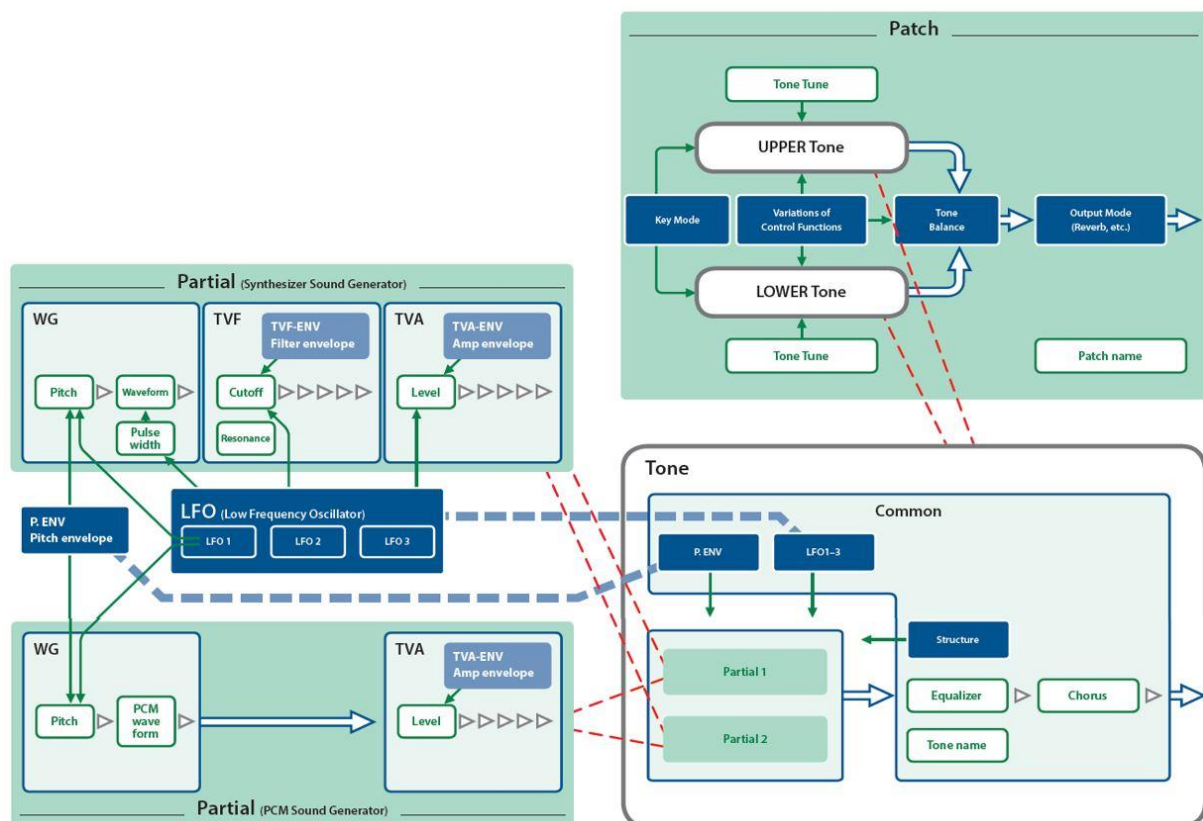 Patch
Tone Tune
UPPER Tone
Key Mode
Variations of
Control Functions
Tone
Balance
Output Mode
(Reverb, etc.)
LOWER Tone
Tone Tune
Patch name
Partial (Synthesizer Sound Generator)
WG
Pitch
Waveform
Pulse
width
TVF
TVF-ENV
Filter envelope
Cutoff
Resonance
TVA
TVA-ENV
Amp envelope
Level
P. ENV
Pitch envelope
LFO (Low Frequency Oscillator)
LFO 1
LFO 2
LFO 3
WG
Pitch
PCM
wave
form
TVA
TVA-ENV
Amp envelope
Level
Partial (PCM Sound Generator)
Tone
Common
P. ENV
LFO1–3
Structure
Partial 1
Partial 2
Equalizer
Chorus
Tone name